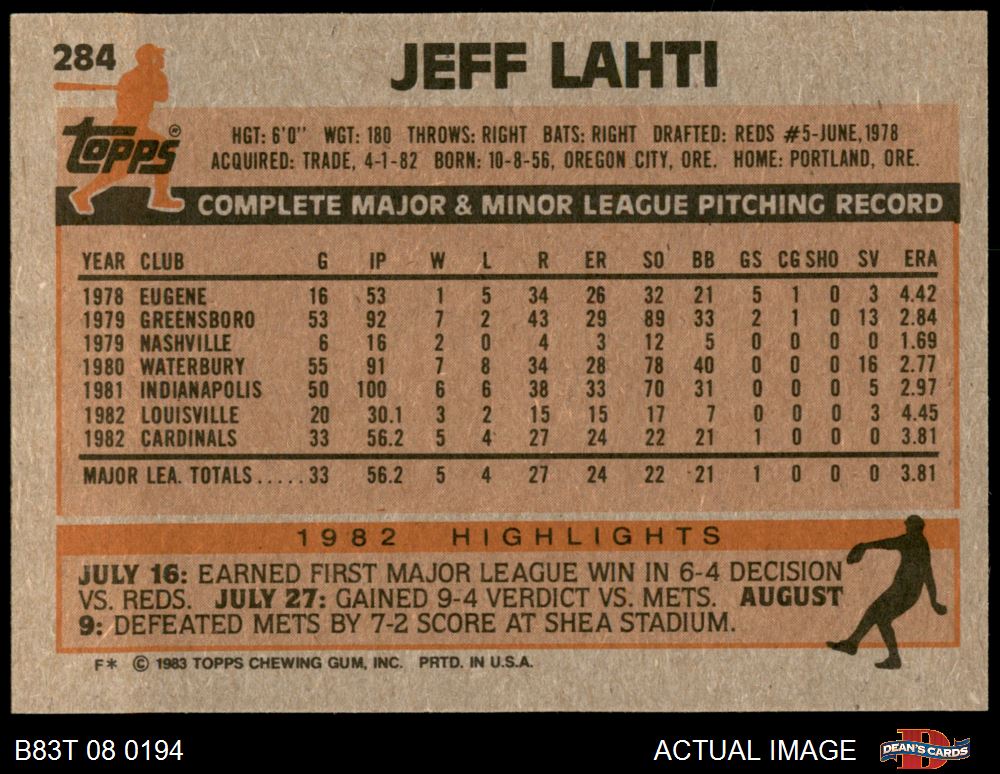 284
JEFF LAHTI
topps®
HGT: 6'0" WGT: 180 THROWS: RIGHT BATS: RIGHT DRAFTED: REDS #5-JUNE, 1978
ACQUIRED: TRADE, 4-1-82 BORN: 10-8-56, OREGON CITY, ORE. HOME: PORTLAND, ORE.
COMPLETE MAJOR & MINOR LEAGUE PITCHING RECORD
YEAR CLUB G IP W L R ER SO BB GS CG SHO SV ERA
1978 EUGENE 16 53 1 5 34 26 32 21 5 1 0 3 4.42
1979 GREENSBORO 53 92 7 2 43 29 89 33 2 1 0 13 2.84
1979 NASHVILLE 6 16 2 0 4 3 12 5 0 0 0 0 1.69
1980 WATERBURY 55 91 7 8 34 28 78 40 0 0 0 16 2.77
1981 INDIANAPOLIS 50 100 6 6 38 33 70 31 0 0 0 5 2.97
1982 LOUISVILLE 20 30.1 3 2 15 15 17 7 0 0 0 3 4.45
1982 CARDINALS 33 56.2 5 4 27 24 22 21 1 0 0 0 3.81
MAJOR LEA. TOTALS.....33 56.2 5 4 27 24 22 21 1 0 0 0 3.81
1982 HIGHLIGHTS
JULY 16: EARNED FIRST MAJOR LEAGUE WIN IN 6-4 DECISION
VS. REDS. JULY 27: GAINED 9-4 VERDICT VS. METS. AUGUST
9: DEFEATED METS BY 7-2 SCORE AT SHEA STADIUM.
F* © 1983 TOPPS CHEWING GUM, INC. PRTD. IN U.S.A.
B83T 08 0194
ACTUAL IMAGE
DEAN'S CARDS